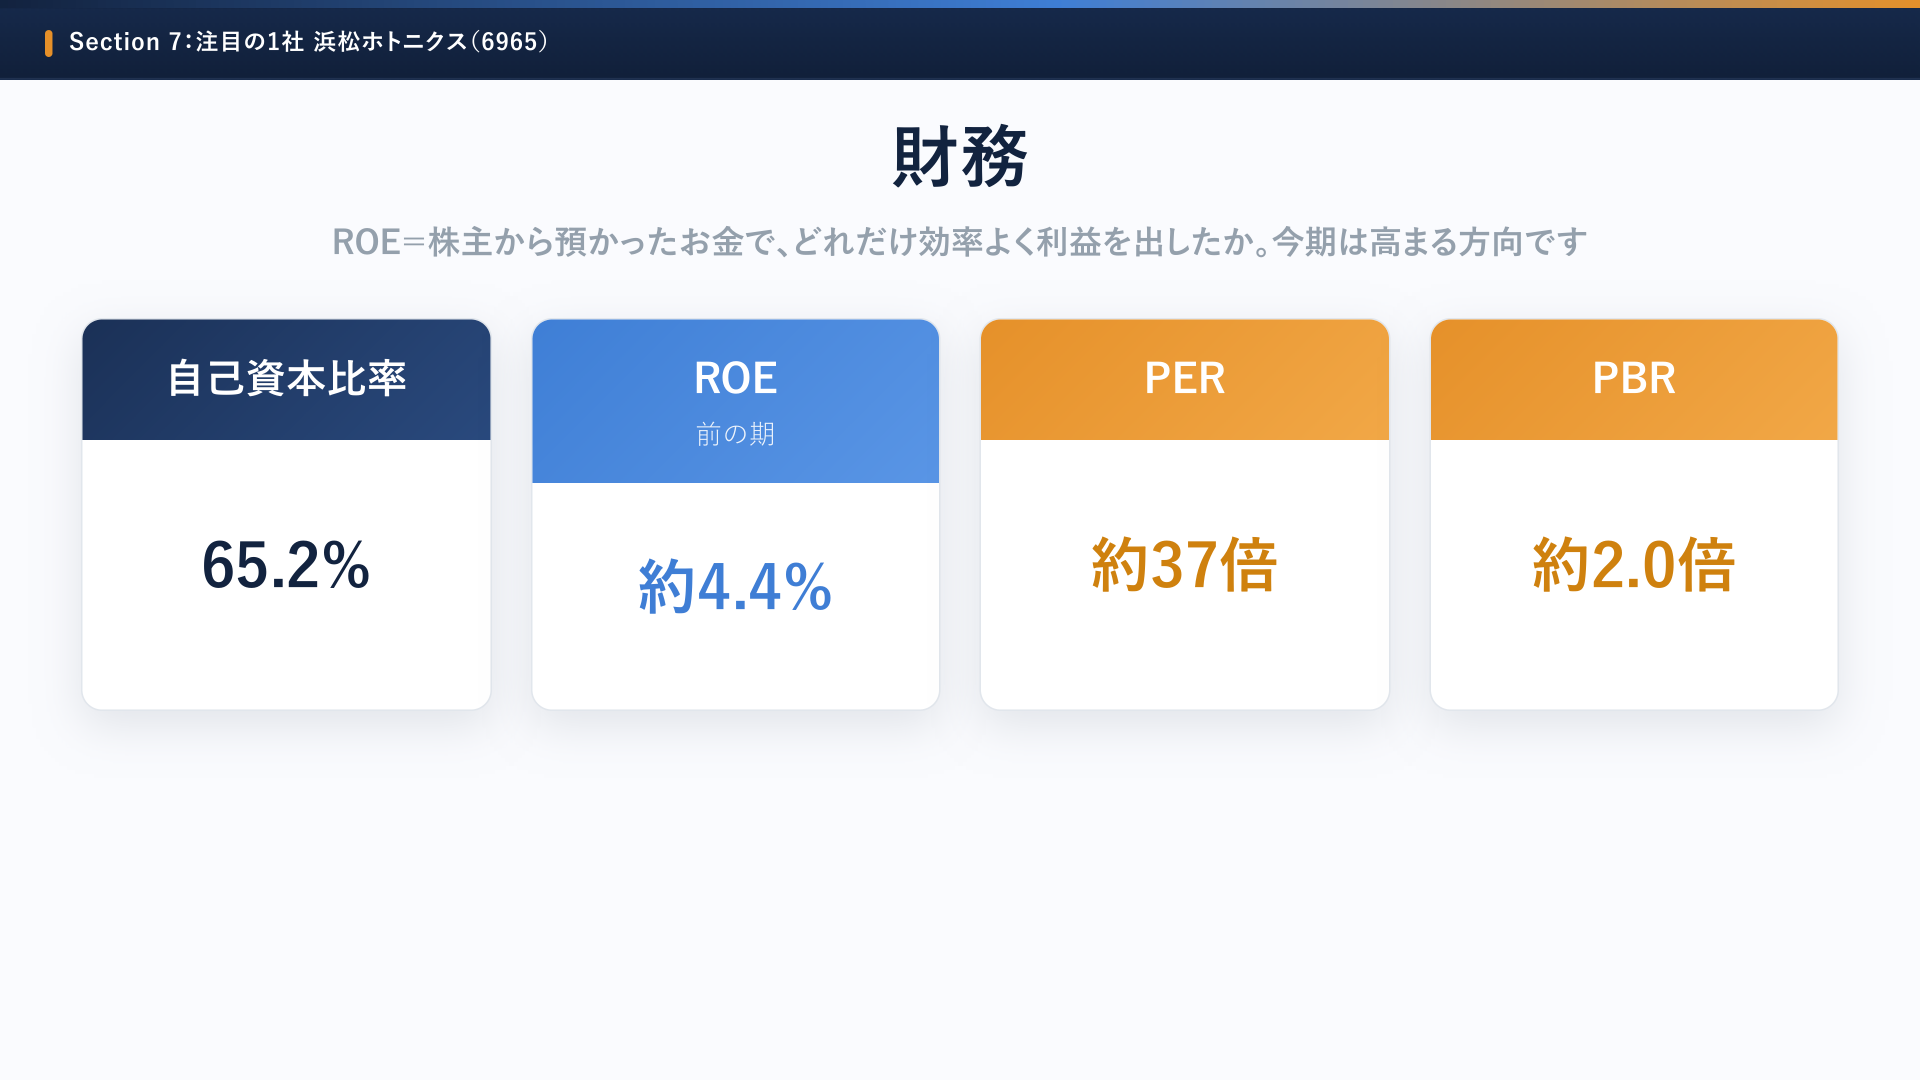 Section 7：注目の1社 浜松ホトニクス（6965）
財務
ROE＝株主から預かったお金で、どれだけ効率よく利益を出したか。今期は高まる方向です
自己資本比率
65.2%
ROE
前の期
約4.4%
PER
約37倍
PBR
約2.0倍